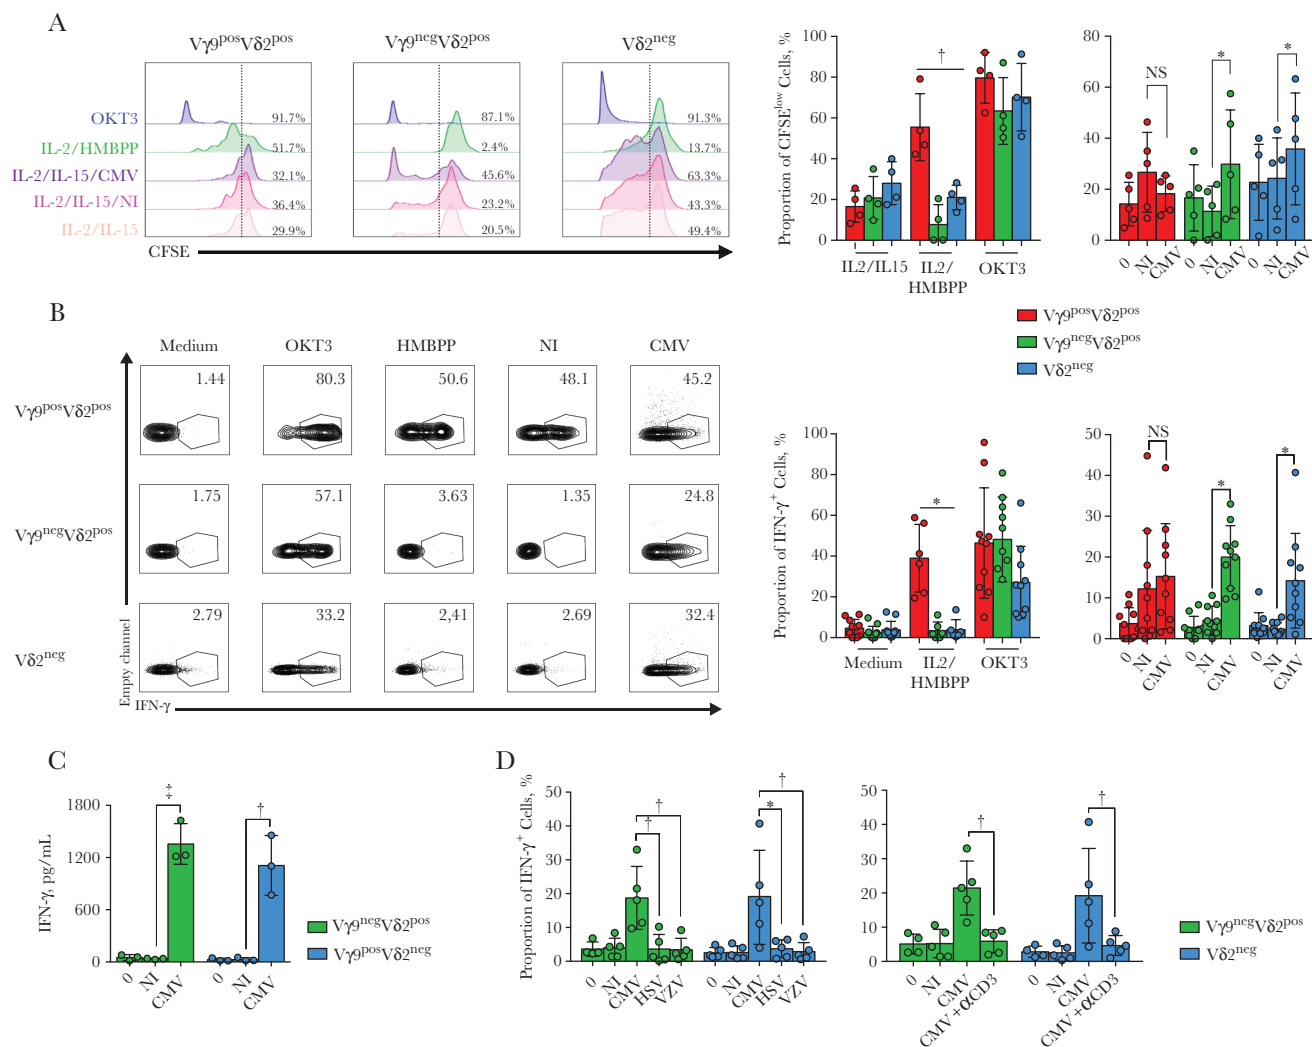 A
Vγ9posVδ2pos
Vγ9negVδ2pos
Vδ2neg
OKT3
IL-2/HMBPP
IL-2/IL-15/CMV
IL-2/IL-15/NI
IL-2/IL-15
91.7%
51.7%
32.1%
36.4%
29.9%
87.1%
2.4%
45.6%
23.2%
20.5%
91.3%
13.7%
63.3%
43.3%
49.4%
CFSE
Proportion of CFSElow Cells, %
100
80
60
40
20
0
†
IL2/IL15
IL2/
HMBPP
OKT3
80
60
40
20
0
NS
*
*
0
NI
CMV
0
NI
CMV
0
NI
CMV
Vγ9posVδ2pos
Vγ9negVδ2pos
Vδ2neg
B
Medium
OKT3
HMBPP
NI
CMV
Vγ9posVδ2pos
1.44
80.3
50.6
48.1
45.2
Vγ9negVδ2pos
1.75
57.1
3.63
1.35
24.8
Vδ2neg
2.79
33.2
2,41
2.69
32.4
Empty channel
IFN-γ
Proportion of IFN-γ+ Cells, %
100
80
60
40
20
0
*
Medium
IL2/
HMBPP
OKT3
50
40
30
20
10
0
NS
*
*
0
NI
CMV
0
NI
CMV
0
NI
CMV
C
IFN-γ, pg/mL
1800
1200
600
0
‡
†
0
NI
CMV
0
NI
CMV
Vγ9negVδ2pos
Vγ9posVδ2neg
D
Proportion of IFN-γ+ Cells, %
50
40
30
20
10
0
†
†
*
†
0
NI
CMV
HSV
VZV
0
NI
CMV
HSV
VZV
50
40
30
20
10
0
†
†
0
NI
CMV
CMV+αCD3
0
NI
CMV
CMV+αCD3
Vγ9negVδ2pos
Vδ2neg